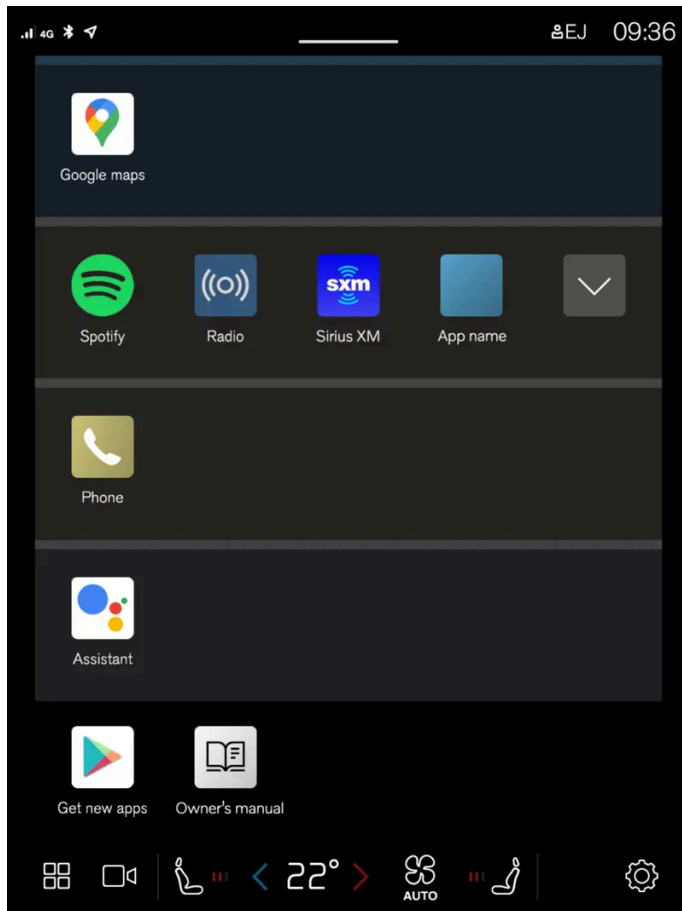 4G
EJ 09:36
Google maps
sxm
Spotify Radio Sirius XM App name
Phone
Assistant
Get new apps Owner's manual
22°
AUTO